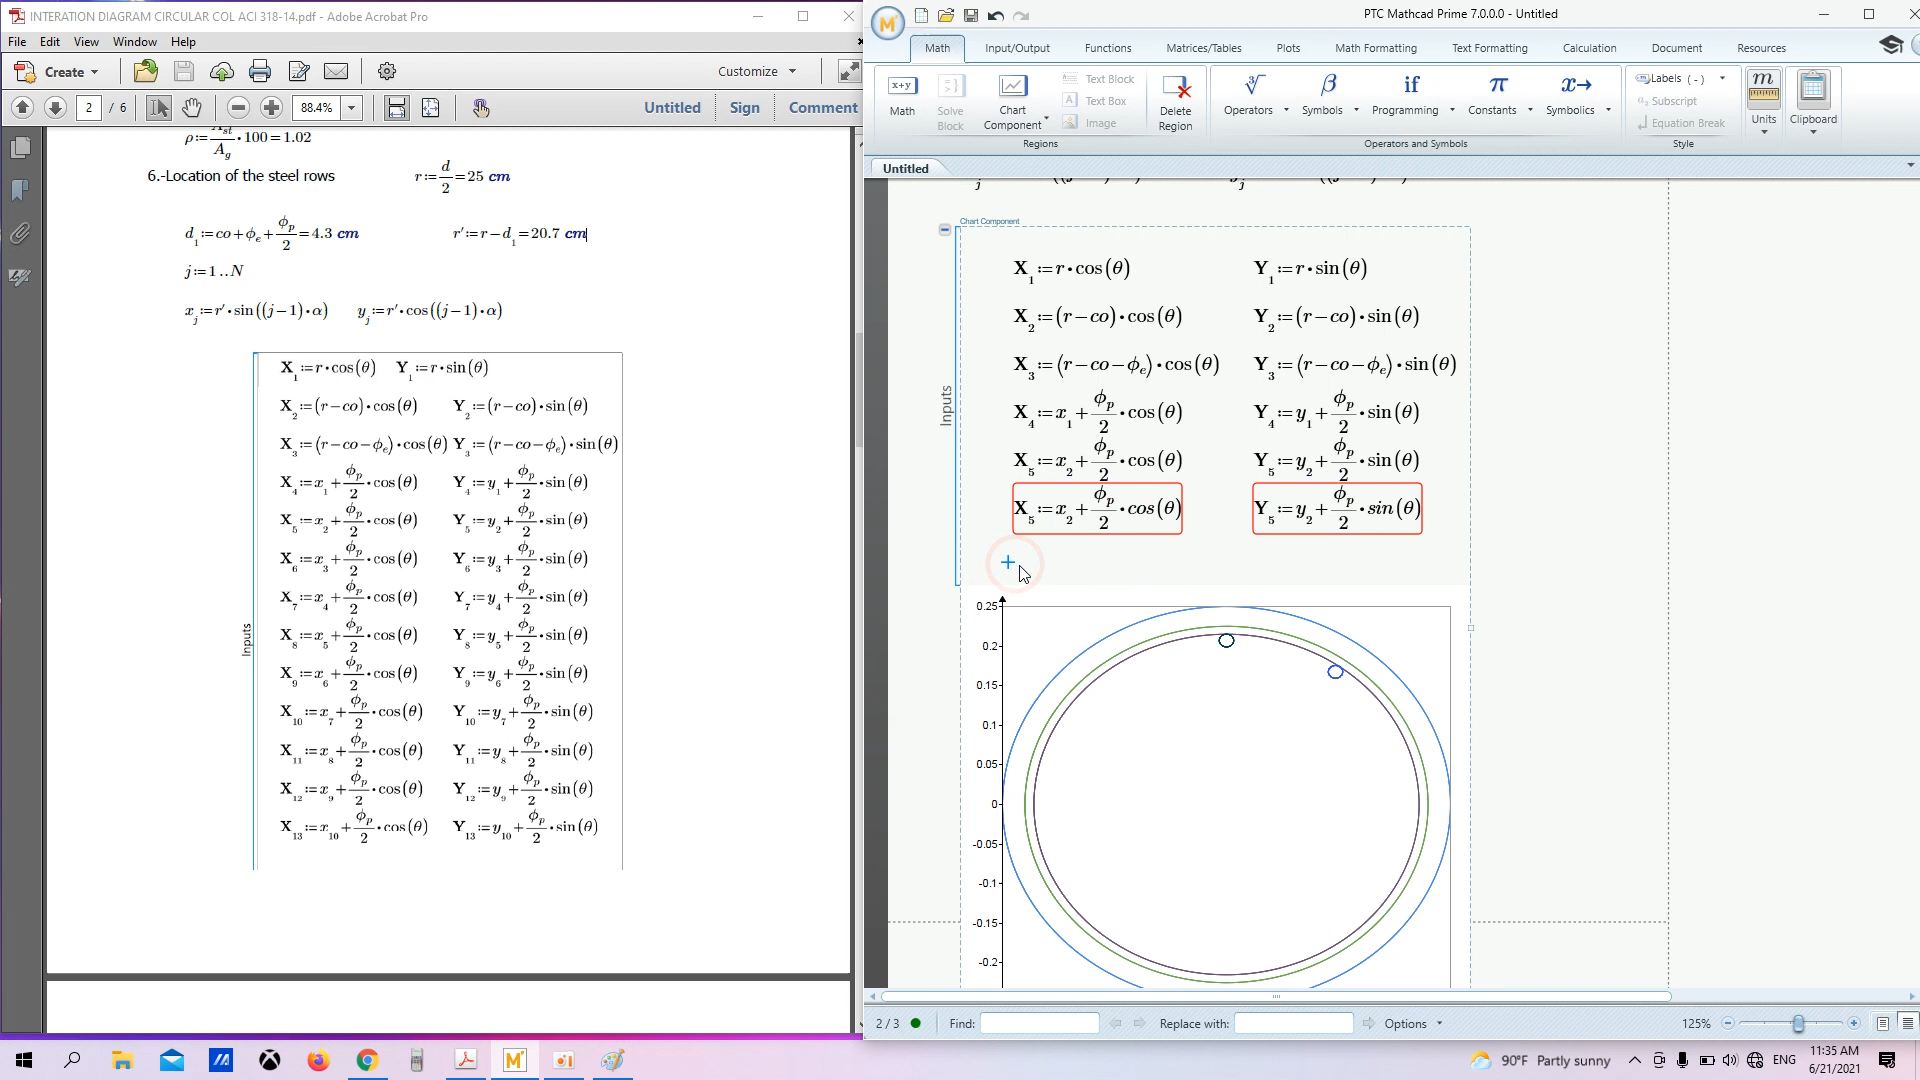 INTERATION DIAGRAM CIRCULAR COL ACI 318-14.pdf - Adobe Acrobat Pro
File Edit View Window Help
Create
Customize
2 / 6
88.4%
Untitled Sign Comment
ρ≔A_st/A_g•100=1.02
6.-Location of the steel rows
r≔d/2=25 cm
d_1≔co+ϕ_e+ϕ_p/2=4.3 cm
r'≔r−d_1=20.7 cm
j≔1..N
x_j≔r'•sin((j−1)•α) y_j≔r'•cos((j−1)•α)
Inputs
X_1≔r•cos(θ) Y_1≔r•sin(θ)
X_2≔(r−co)•cos(θ) Y_2≔(r−co)•sin(θ)
X_3≔(r−co−ϕ_e)•cos(θ) Y_3≔(r−co−ϕ_e)•sin(θ)
X_4≔x_1+ϕ_p/2•cos(θ) Y_4≔y_1+ϕ_p/2•sin(θ)
X_5≔x_2+ϕ_p/2•cos(θ) Y_5≔y_2+ϕ_p/2•sin(θ)
X_6≔x_3+ϕ_p/2•cos(θ) Y_6≔y_3+ϕ_p/2•sin(θ)
X_7≔x_4+ϕ_p/2•cos(θ) Y_7≔y_4+ϕ_p/2•sin(θ)
X_8≔x_5+ϕ_p/2•cos(θ) Y_8≔y_5+ϕ_p/2•sin(θ)
X_9≔x_6+ϕ_p/2•cos(θ) Y_9≔y_6+ϕ_p/2•sin(θ)
X_10≔x_7+ϕ_p/2•cos(θ) Y_10≔y_7+ϕ_p/2•sin(θ)
X_11≔x_8+ϕ_p/2•cos(θ) Y_11≔y_8+ϕ_p/2•sin(θ)
X_12≔x_9+ϕ_p/2•cos(θ) Y_12≔y_9+ϕ_p/2•sin(θ)
X_13≔x_10+ϕ_p/2•cos(θ) Y_13≔y_10+ϕ_p/2•sin(θ)
PTC Mathcad Prime 7.0.0.0 - Untitled
Math Input/Output Functions Matrices/Tables Plots Math Formatting Text Formatting Calculation Document Resources
Math
Solve Block
Chart Component
Text Block
Text Box
Image
Delete Region
Regions
Operators
Symbols
Programming
Constants
Symbolics
Operators and Symbols
Labels (-)
Subscript
Equation Break
Style
Units
Clipboard
Untitled
Chart Component
Inputs
X_1≔r•cos(θ) Y_1≔r•sin(θ)
X_2≔(r−co)•cos(θ) Y_2≔(r−co)•sin(θ)
X_3≔(r−co−ϕ_e)•cos(θ) Y_3≔(r−co−ϕ_e)•sin(θ)
X_4≔x_1+ϕ_p/2•cos(θ) Y_4≔y_1+ϕ_p/2•sin(θ)
X_5≔x_2+ϕ_p/2•cos(θ) Y_5≔y_2+ϕ_p/2•sin(θ)
X_5≔x_2+ϕ_p/2•cos(θ) Y_5≔y_2+ϕ_p/2•sin(θ)
0.25
0.2
0.15
0.1
0.05
0
-0.05
-0.1
-0.15
-0.2
2 / 3
Find:
Replace with:
Options
125%
90°F Partly sunny
ENG
11:35 AM
6/21/2021